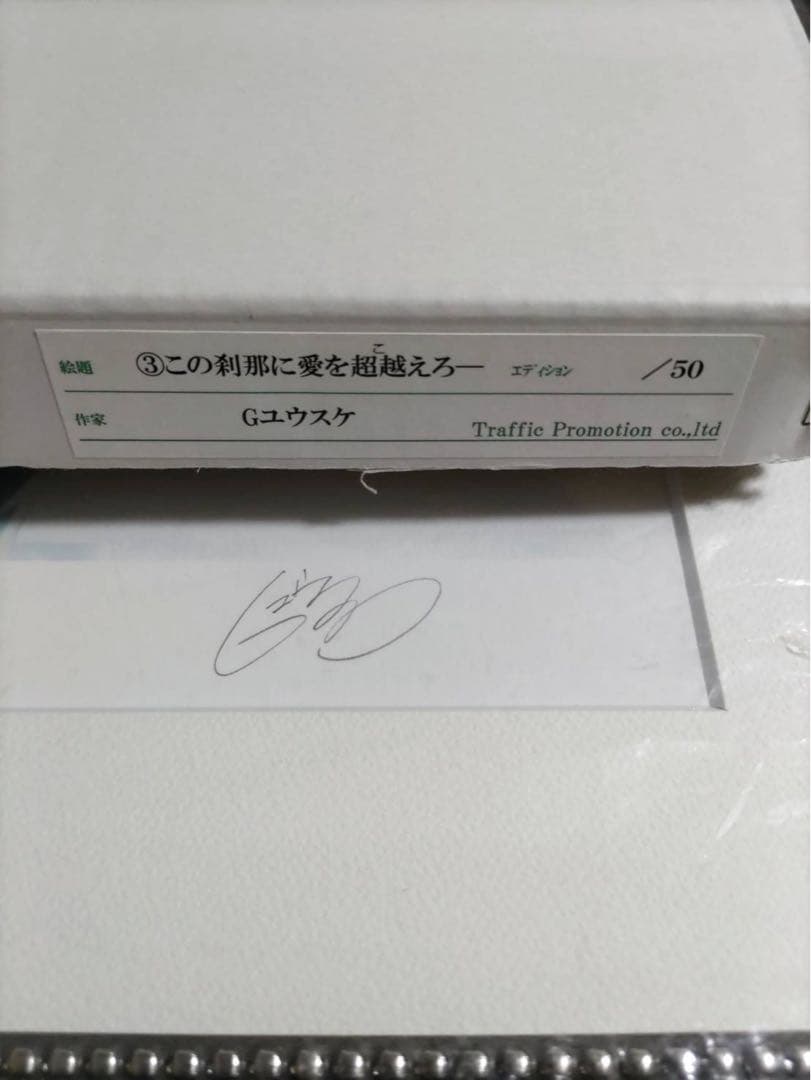 絵題 ③この刹那に愛を超越えろ― エディション ／50
こ
作家 Gユウスケ Traffic Promotion co.,ltd